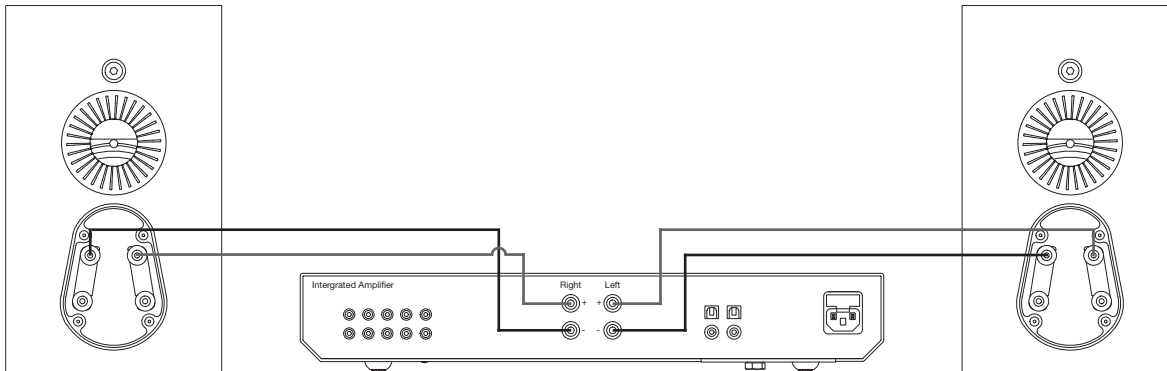 Intergrated Amplifier
Right Left
+ +
- -